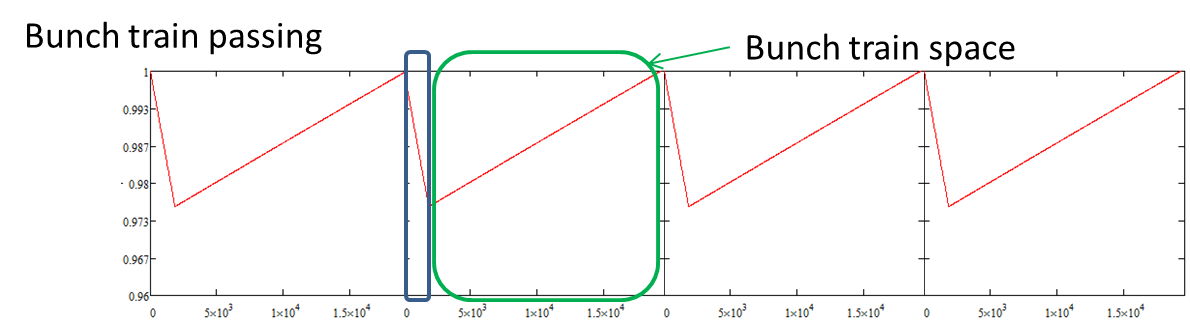 Bunch train passing
Bunch train space
1
0.993
0.987
0.98
0.973
0.967
0.96
0 5×10³ 1×10⁴ 1.5×10⁴ 0 5×10³ 1×10⁴ 1.5×10⁴ 0 5×10³ 1×10⁴ 1.5×10⁴ 0 5×10³ 1×10⁴ 1.5×10⁴